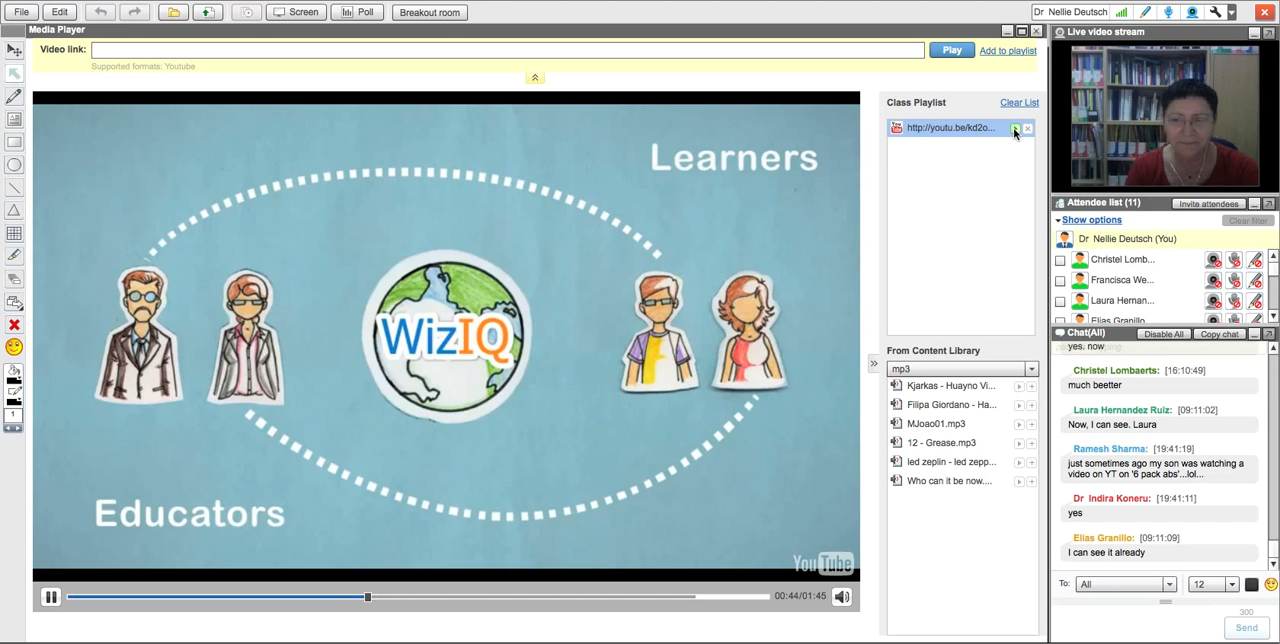 File
Edit
Screen
Poll
Breakout room
Dr Nellie Deutsch
Media Player
Video link:
Play
Add to playlist
Supported formats: Youtube
Learners
WizIQ
Educators
YouTube
00:44/01:45
Class Playlist
Clear List
http://youtu.be/kd2o...
From Content Library
mp3
Kjarkas - Huayno Vi...
Filipa Giordano - Ha...
MJoao01.mp3
12 - Grease.mp3
led zeplin - led zepp...
Who can it be now....
Live video stream
Attendee list (11)
Invite attendees
Show options
Clear filter
Dr Nellie Deutsch (You)
Christel Lomb...
Francisca We...
Laura Hernan...
Elias Granillo
Chat(All)
Disable All
Copy chat
yes. now
Christel Lombaerts: [16:10:49]
much beetter
Laura Hernandez Ruiz: [09:11:02]
Now, I can see. Laura
Ramesh Sharma: [19:41:19]
just sometimes ago my son was watching a
video on YT on '6 pack abs'...lol...
Dr Indira Koneru: [19:41:11]
yes
Elias Granillo: [09:11:09]
I can see it already
To:
All
12
300
Send
1